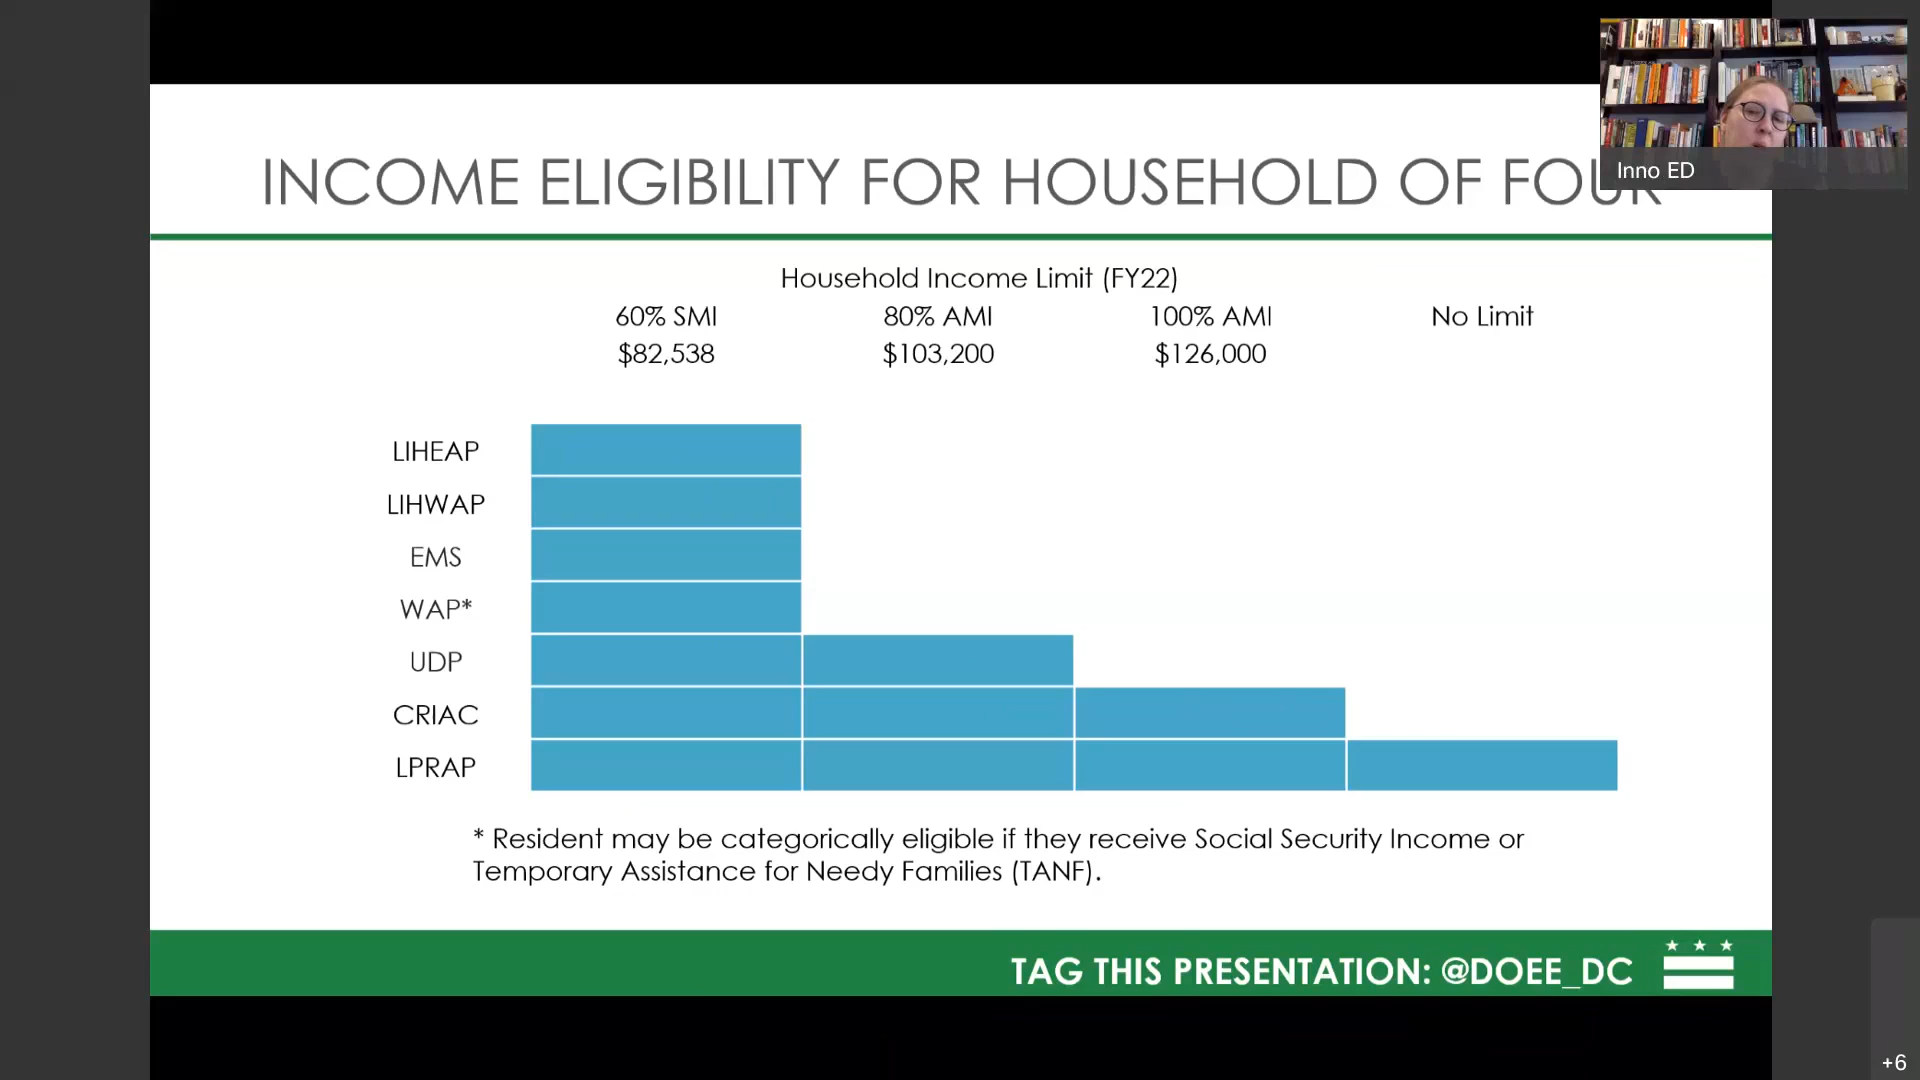 INCOME ELIGIBILITY FOR HOUSEHOLD OF FOUR
Inno ED
Household Income Limit (FY22)
60% SMI 80% AMI 100% AMI No Limit
$82,538 $103,200 $126,000
LIHEAP
LIHWAP
EMS
WAP*
UDP
CRIAC
LPRAP
* Resident may be categorically eligible if they receive Social Security Income or
Temporary Assistance for Needy Families (TANF).
TAG THIS PRESENTATION: @DOEE_DC
+6